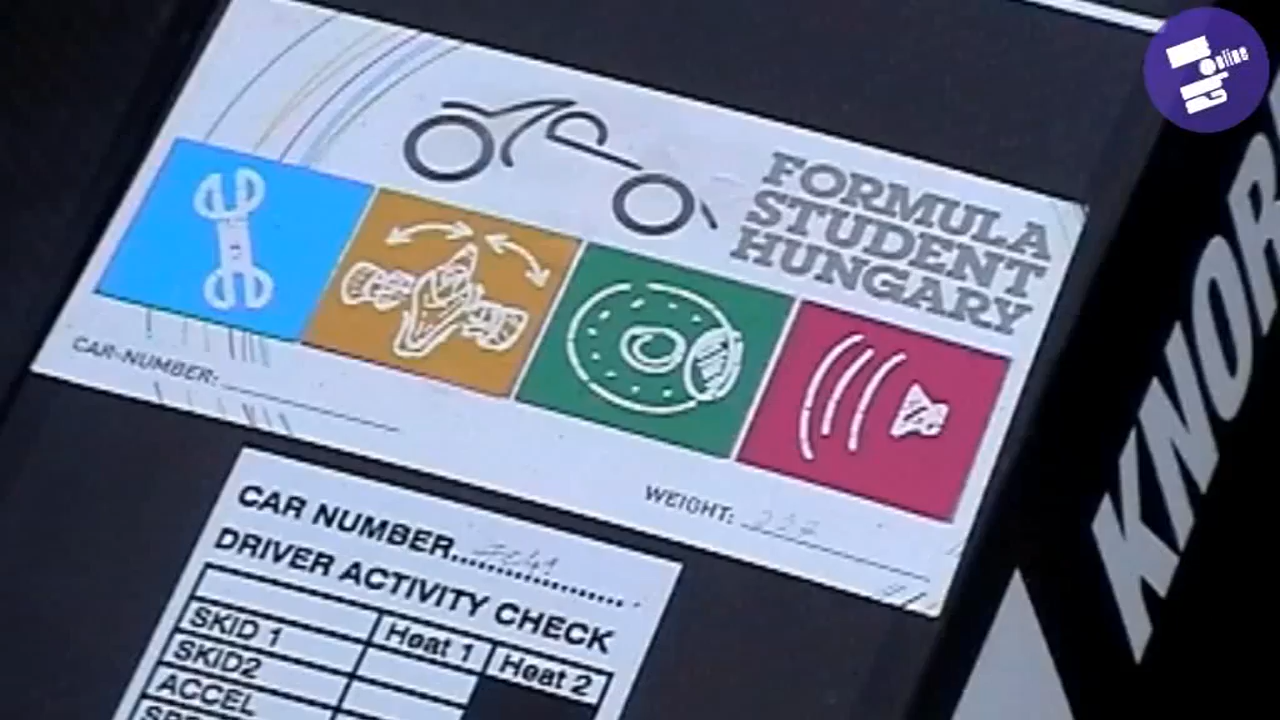 online
FORMULA
STUDENT
HUNGARY
CAR-NUMBER:
WEIGHT:
CAR NUMBER
DRIVER ACTIVITY CHECK
Heat 1 Heat 2
SKID 1
SKID2
ACCEL
KNOR